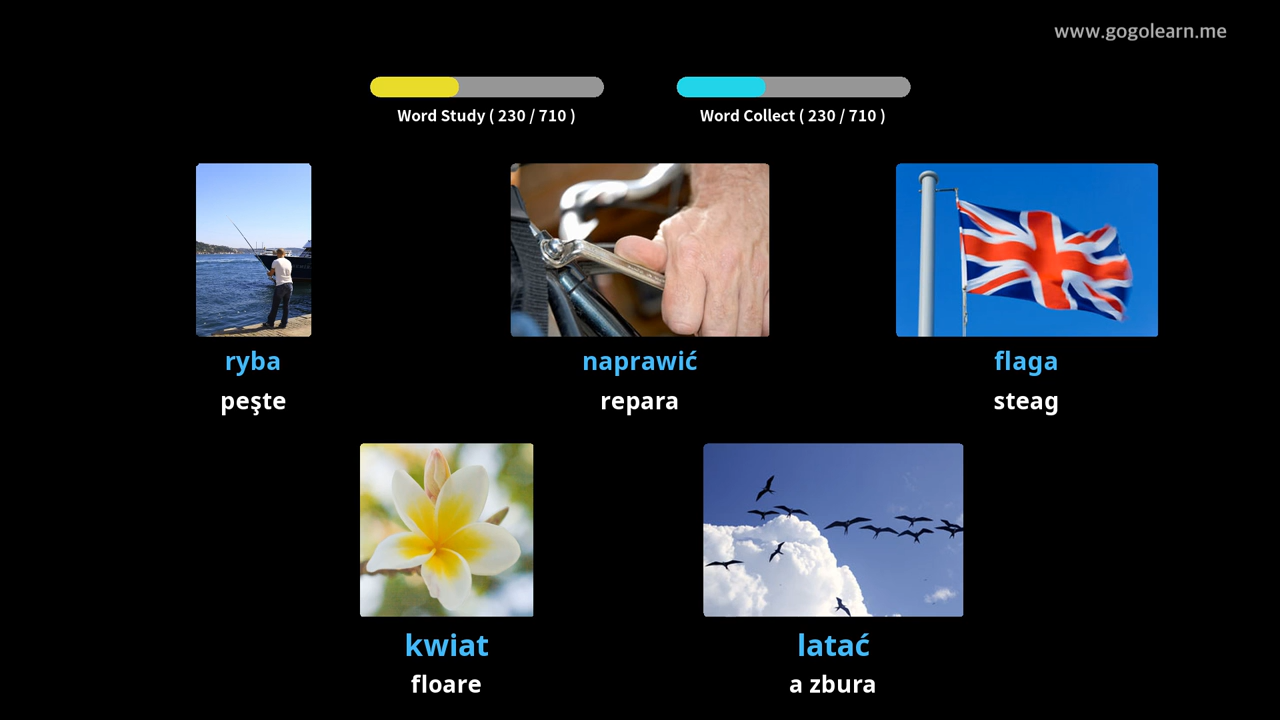 www.gogolearn.me
Word Study ( 230 / 710 )
Word Collect ( 230 / 710 )
ryba
peşte
naprawić
repara
flaga
steag
kwiat
floare
latać
a zbura